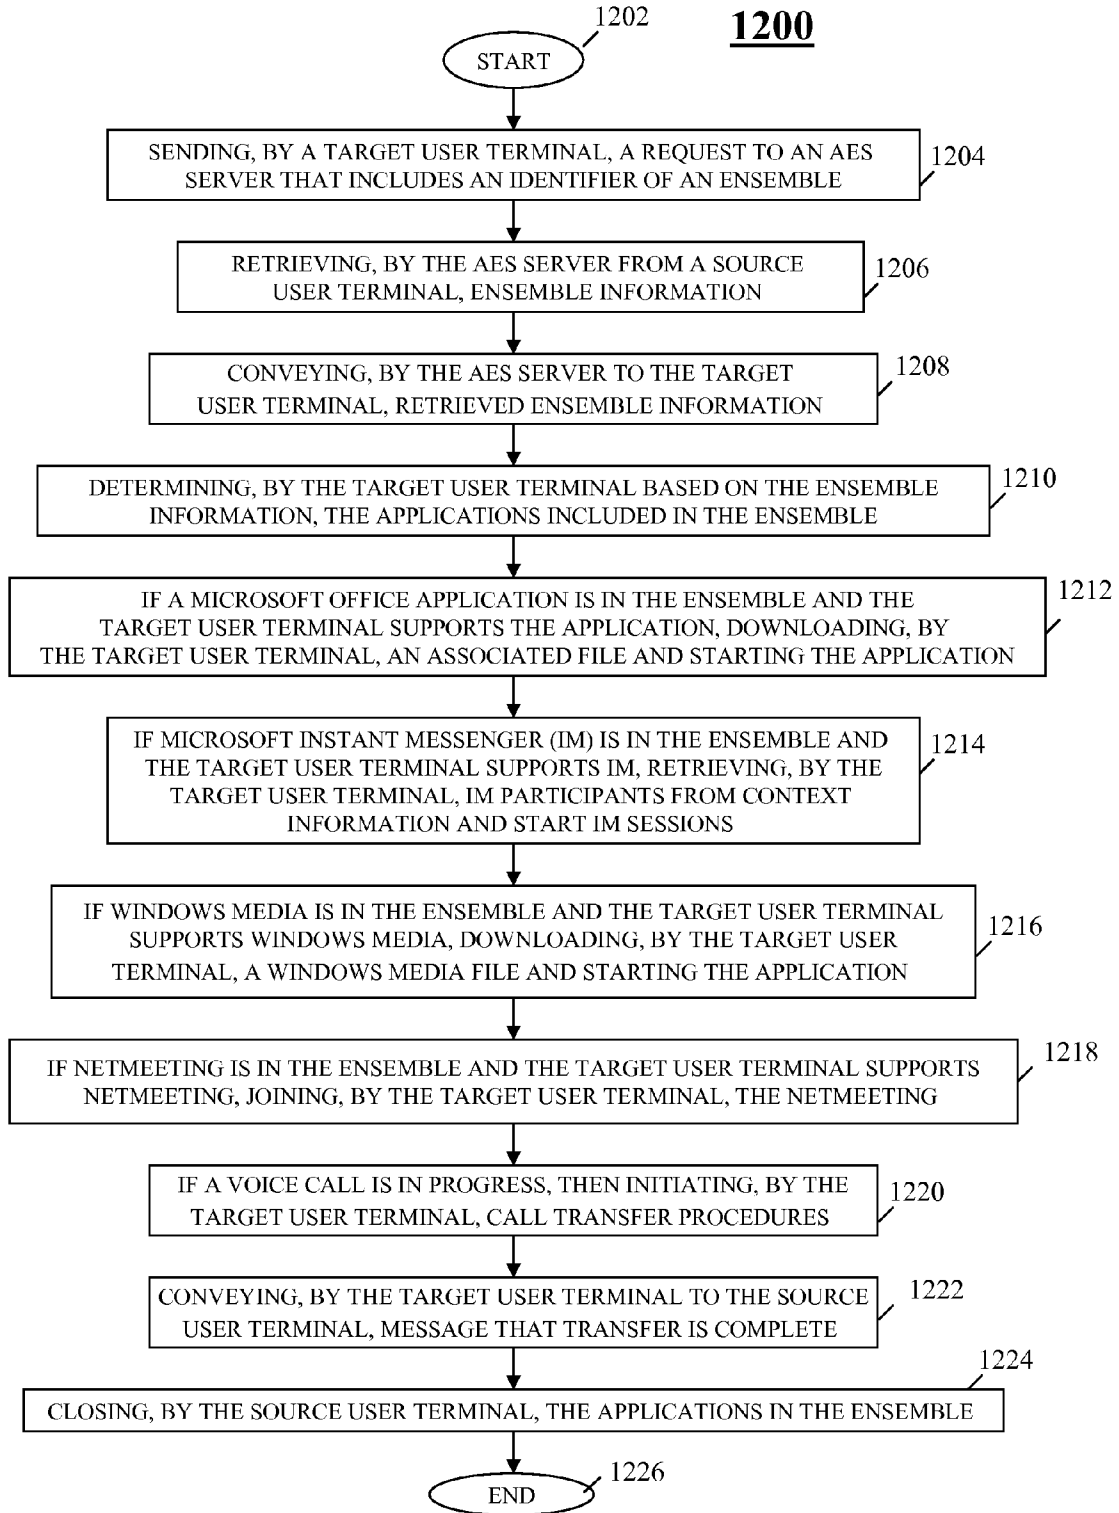 1200
1202
START
SENDING, BY A TARGET USER TERMINAL, A REQUEST TO AN AES
SERVER THAT INCLUDES AN IDENTIFIER OF AN ENSEMBLE
1204
RETRIEVING, BY THE AES SERVER FROM A SOURCE
USER TERMINAL, ENSEMBLE INFORMATION
1206
CONVEYING, BY THE AES SERVER TO THE TARGET
USER TERMINAL, RETRIEVED ENSEMBLE INFORMATION
1208
DETERMINING, BY THE TARGET USER TERMINAL BASED ON THE ENSEMBLE
INFORMATION, THE APPLICATIONS INCLUDED IN THE ENSEMBLE
1210
IF A MICROSOFT OFFICE APPLICATION IS IN THE ENSEMBLE AND THE
TARGET USER TERMINAL SUPPORTS THE APPLICATION, DOWNLOADING, BY
THE TARGET USER TERMINAL, AN ASSOCIATED FILE AND STARTING THE APPLICATION
1212
IF MICROSOFT INSTANT MESSENGER (IM) IS IN THE ENSEMBLE AND
THE TARGET USER TERMINAL SUPPORTS IM, RETRIEVING, BY THE
TARGET USER TERMINAL, IM PARTICIPANTS FROM CONTEXT
INFORMATION AND START IM SESSIONS
1214
IF WINDOWS MEDIA IS IN THE ENSEMBLE AND THE TARGET USER TERMINAL
SUPPORTS WINDOWS MEDIA, DOWNLOADING, BY THE TARGET USER
TERMINAL, A WINDOWS MEDIA FILE AND STARTING THE APPLICATION
1216
IF NETMEETING IS IN THE ENSEMBLE AND THE TARGET USER TERMINAL SUPPORTS
NETMEETING, JOINING, BY THE TARGET USER TERMINAL, THE NETMEETING
1218
IF A VOICE CALL IS IN PROGRESS, THEN INITIATING, BY THE
TARGET USER TERMINAL, CALL TRANSFER PROCEDURES
1220
CONVEYING, BY THE TARGET USER TERMINAL TO THE SOURCE
USER TERMINAL, MESSAGE THAT TRANSFER IS COMPLETE
1222
CLOSING, BY THE SOURCE USER TERMINAL, THE APPLICATIONS IN THE ENSEMBLE
1224
END
1226